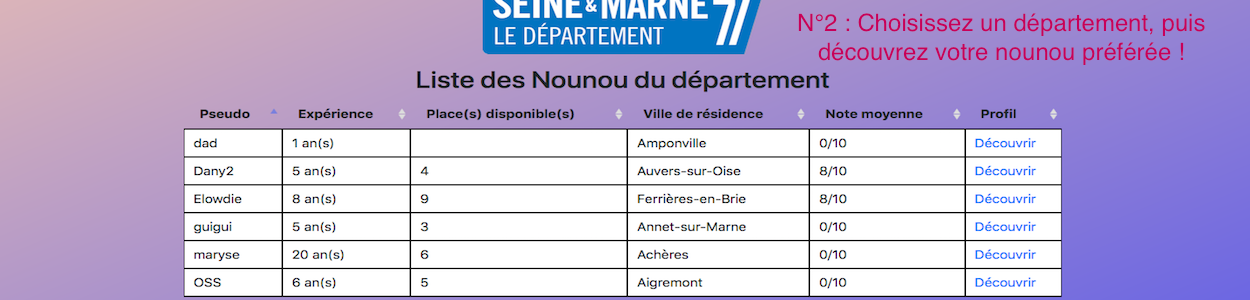 SEINE & MARNE 77
LE DÉPARTEMENT
N°2 : Choisissez un département, puis
découvrez votre nounou préférée !
Liste des Nounou du département
Pseudo Expérience Place(s) disponible(s) Ville de résidence Note moyenne Profil
dad 1 an(s) Amponville 0/10 Découvrir
Dany2 5 an(s) 4 Auvers-sur-Oise 8/10 Découvrir
Elowdie 8 an(s) 9 Ferrières-en-Brie 8/10 Découvrir
guigui 5 an(s) 3 Annet-sur-Marne 0/10 Découvrir
maryse 20 an(s) 6 Achères 0/10 Découvrir
OSS 6 an(s) 5 Aigremont 0/10 Découvrir